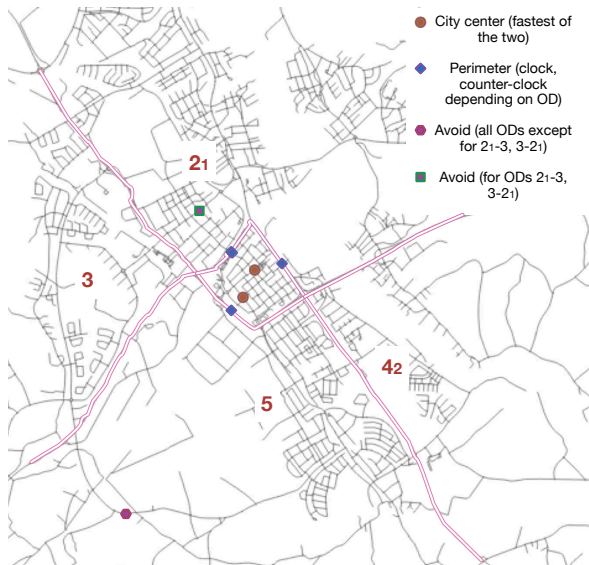 City center (fastest of
the two)
Perimeter (clock,
counter-clock
depending on OD)
Avoid (all ODs except
for 21-3, 3-21)
Avoid (for ODs 21-3,
3-21)
21
3
42
5